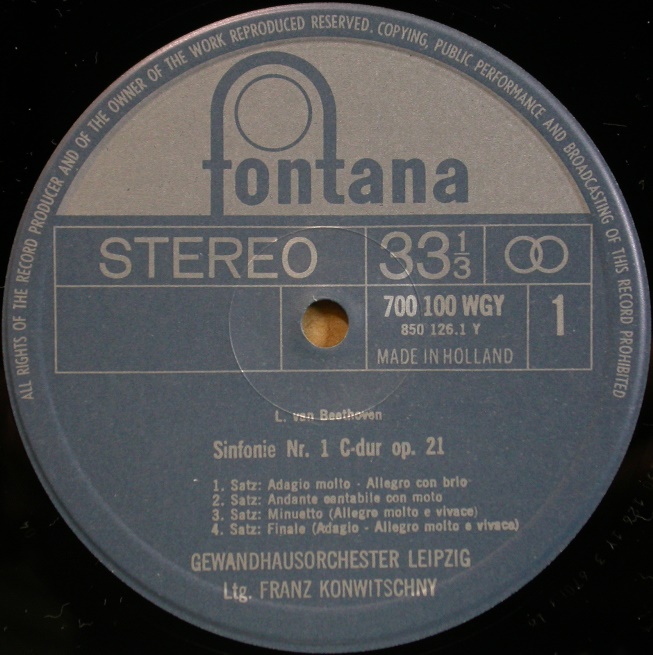 ALL RIGHTS OF THE RECORD PRODUCER AND OF THE OWNER OF THE WORK REPRODUCED RESERVED. COPYING, PUBLIC PERFORMANCE AND BROADCASTING OF THIS RECORD PROHIBITED
fontana
STEREO 33 1/3
700 100 WGY 1
850 126.1 Y
MADE IN HOLLAND
L. van Beethoven
Sinfonie Nr. 1 C-dur op. 21
1. Satz: Adagio molto - Allegro con brio
2. Satz: Andante cantabile con moto
3. Satz: Minuetto (Allegro molto e vivace)
4. Satz: Finale (Adagio - Allegro molto e vivace)
GEWANDHAUSORCHESTER LEIPZIG
Ltg. FRANZ KONWITSCHNY